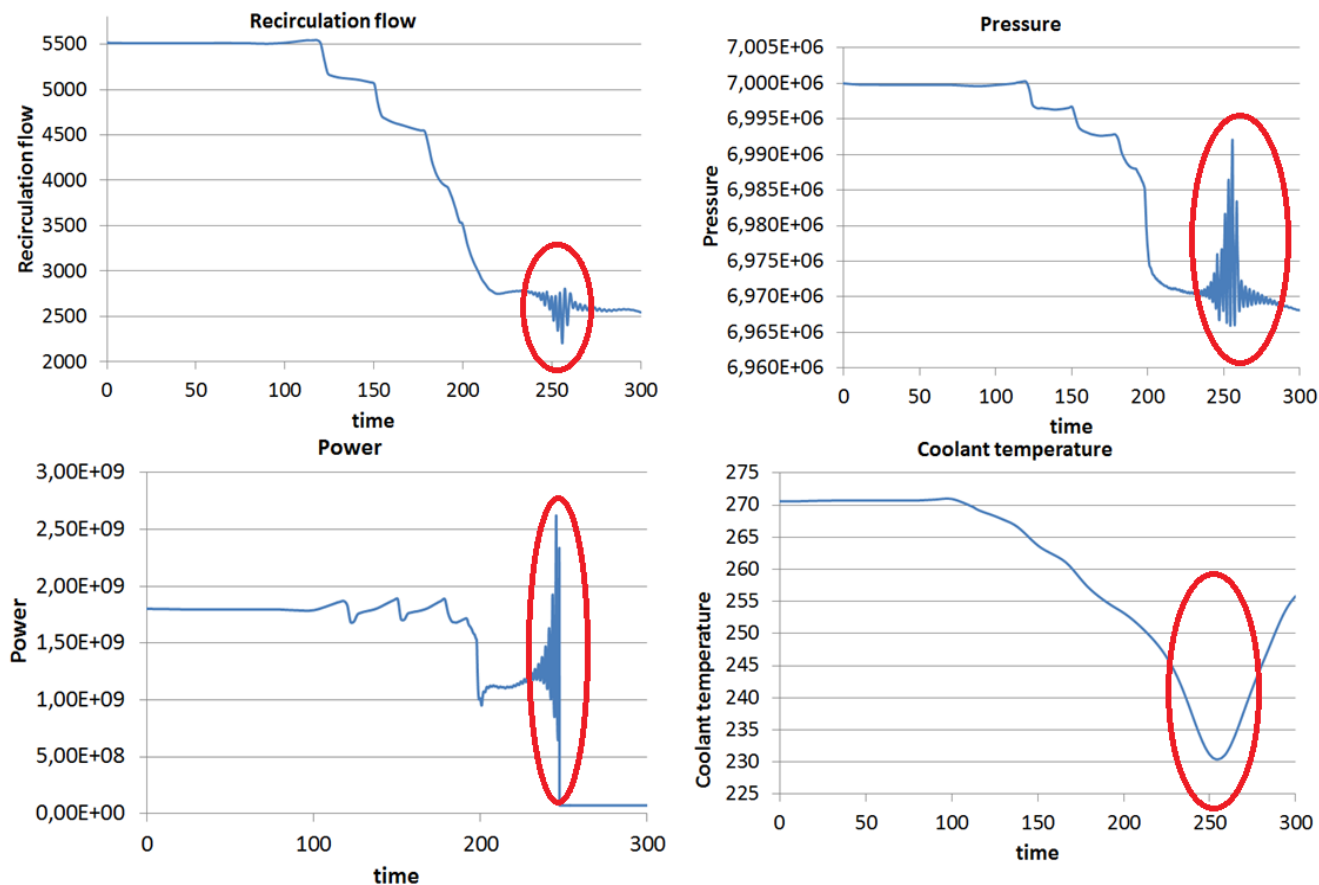 Recirculation flow
5500
5000
4500
4000
3500
3000
2500
2000
Recirculation flow
0 50 100 150 200 250 300
time
Pressure
7,005E+06
7,000E+06
6,995E+06
6,990E+06
6,985E+06
6,980E+06
6,975E+06
6,970E+06
6,965E+06
6,960E+06
Pressure
0 50 100 150 200 250 300
time
Power
3,00E+09
2,50E+09
2,00E+09
1,50E+09
1,00E+09
5,00E+08
0,00E+00
Power
0 100 200 300
time
Coolant temperature
275
270
265
260
255
250
245
240
235
230
225
Coolant temperature
0 50 100 150 200 250 300
time